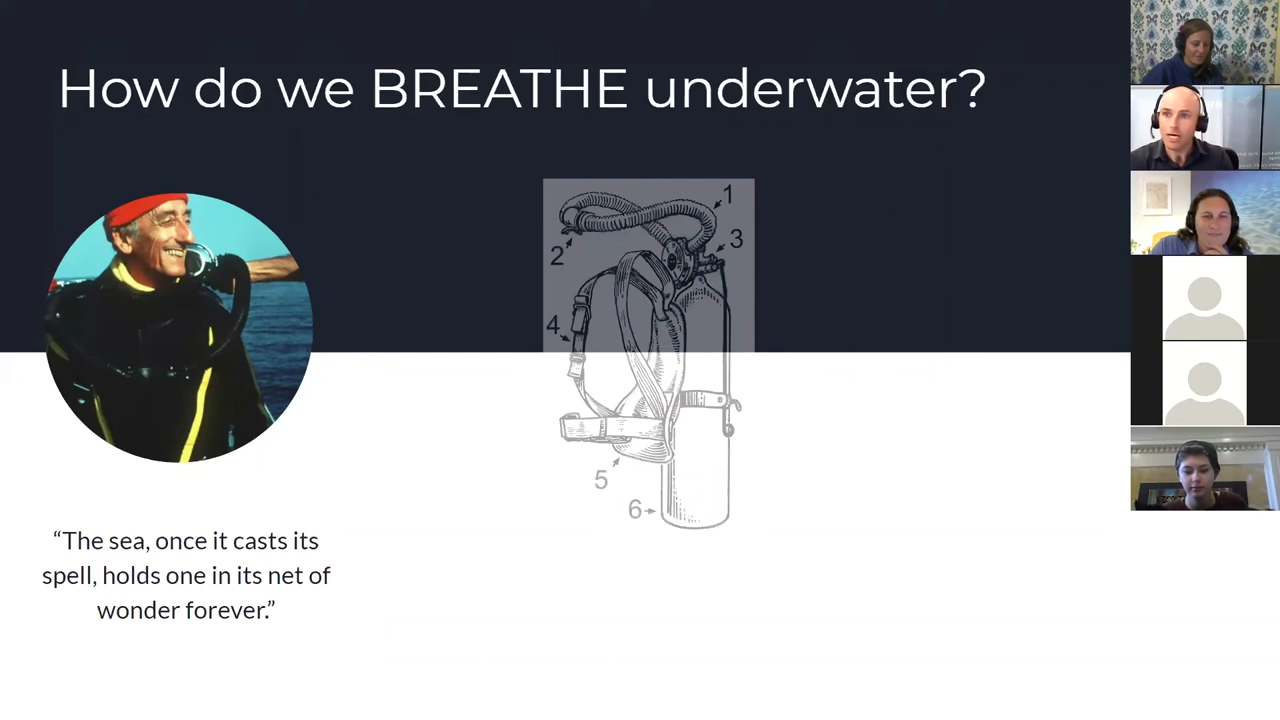 How do we BREATHE underwater?
1
2
3
4
5
6
“The sea, once it casts its
spell, holds one in its net of
wonder forever.”